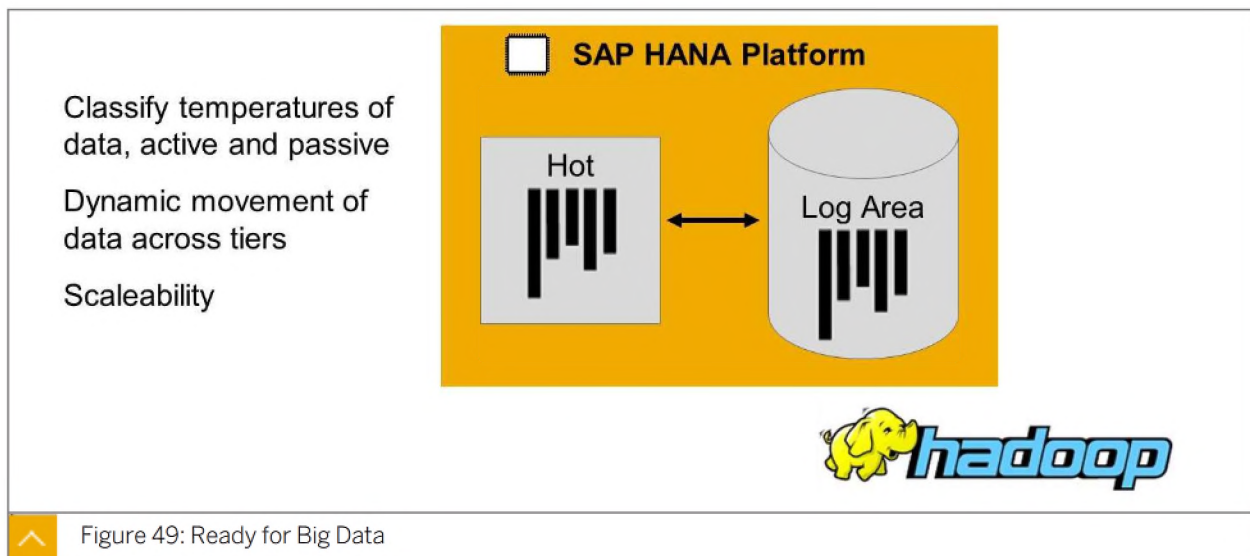 SAP HANA Platform
Classify temperatures of
data, active and passive
Dynamic movement of
data across tiers
Scaleability
Hot
Log Area
hadoop
Figure 49: Ready for Big Data